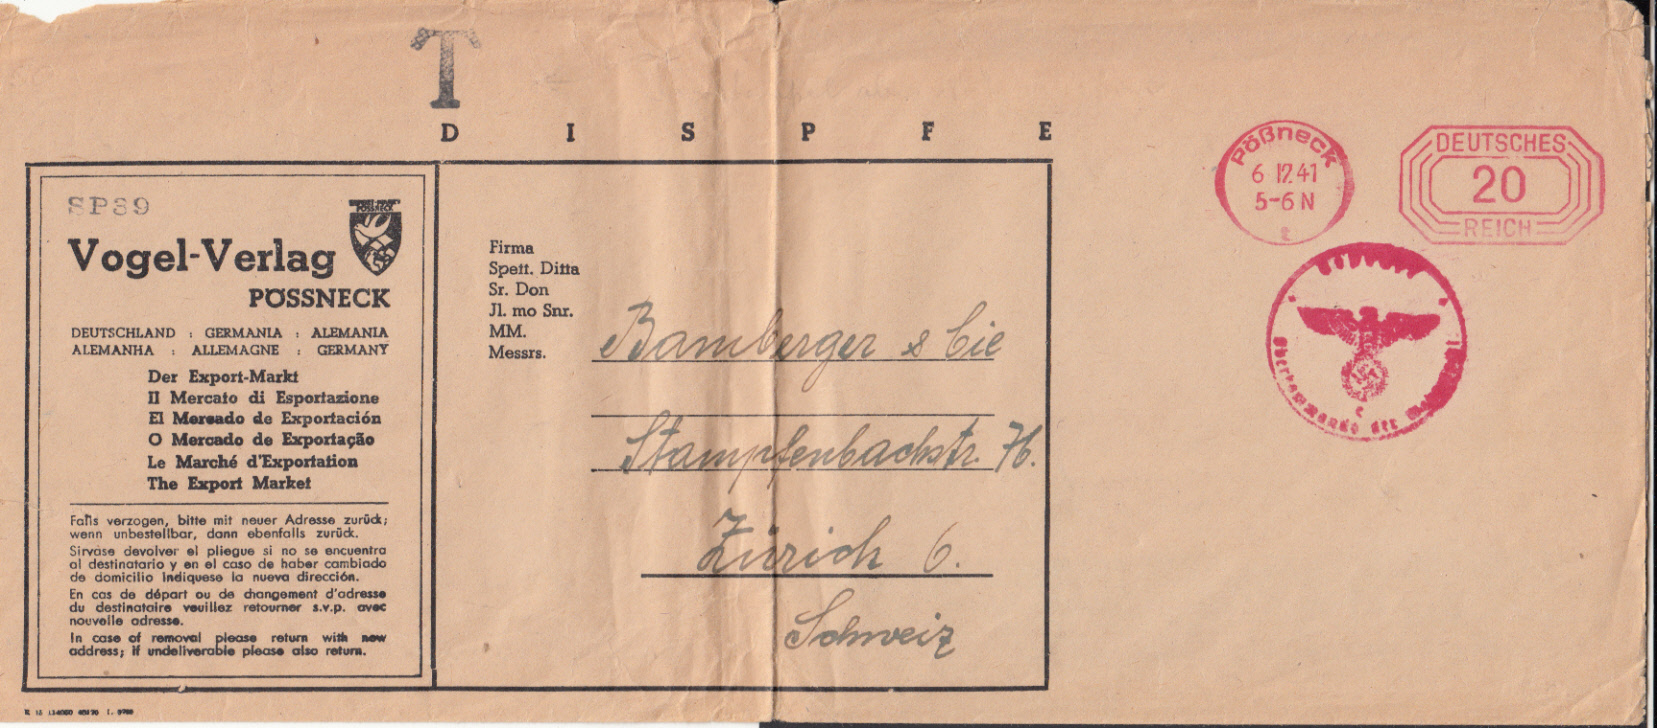 T
D I S P F E
SP39
Vogel-Verlag
PÖSSNECK
DEUTSCHLAND : GERMANIA : ALEMANIA
ALEMANHA : ALLEMAGNE : GERMANY
Der Export-Markt
Il Mercato di Esportazione
El Mercado de Exportación
O Mercado de Exportação
Le Marché d'Exportation
The Export Market
Falls verzogen, bitte mit neuer Adresse zurück;
wenn unbestellbar, dann ebenfalls zurück.
Sirvase devolver el pliegue si no se encuentra
al destinatario y en el caso de haber cambiado
de domicilio indiquese la nueva dirección.
En cas de départ ou de changement d'adresse
du destinataire veuillez retourner s.v.p. avec
nouvelle adresse.
In case of removal please return with new
address; if undeliverable please also return.
Firma
Spett. Ditta
Sr. Don
Jl. mo Snr.
MM.
Messrs.
Bamberger & Cie
Stampfenbachstr. 76.
Zürich 6.
Schweiz
Pößneck
6 12.41
5-6 N
DEUTSCHES
20
REICH
Oberkommando der